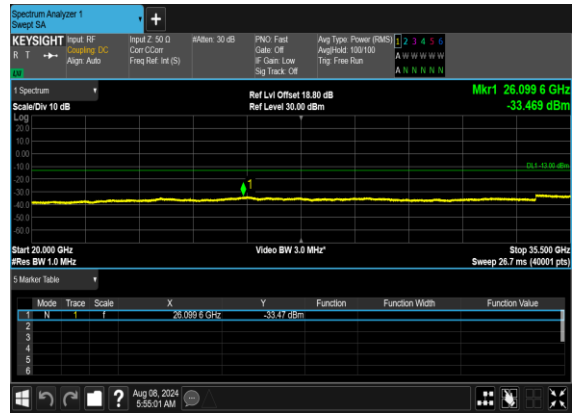 Spectrum Analyzer 1
Swept SA
+
KEYSIGHT
R T
Input: RF
Coupling: DC
Align: Auto
Input Z: 50 Ω
Corr CCorr
Freq Ref: Int (S)
#Atten: 30 dB
PNO: Fast
Gate: Off
IF Gain: Low
Sig Track: Off
Avg Type: Power (RMS)
Avg|Hold: 100/100
Trig: Free Run
1 2 3 4 5 6
A W W W W W
A N N N N N
1 Spectrum
Scale/Div 10 dB
Ref Lvl Offset 18.80 dB
Ref Level 30.00 dBm
Mkr1 26.099 6 GHz
-33.469 dBm
Log
20.0
10.0
0.00
-10.0
DL1 -13.00 dBm
-20.0
1
-30.0
-40.0
-50.0
-60.0
Start 20.000 GHz
#Res BW 1.0 MHz
Video BW 3.0 MHz*
Stop 35.500 GHz
Sweep 26.7 ms (40001 pts)
5 Marker Table
Mode Trace Scale X Y Function Function Width Function Value
1 N 1 f 26.099 6 GHz -33.47 dBm
2
3
4
5
6
?
Aug 08, 2024
5:55:01 AM